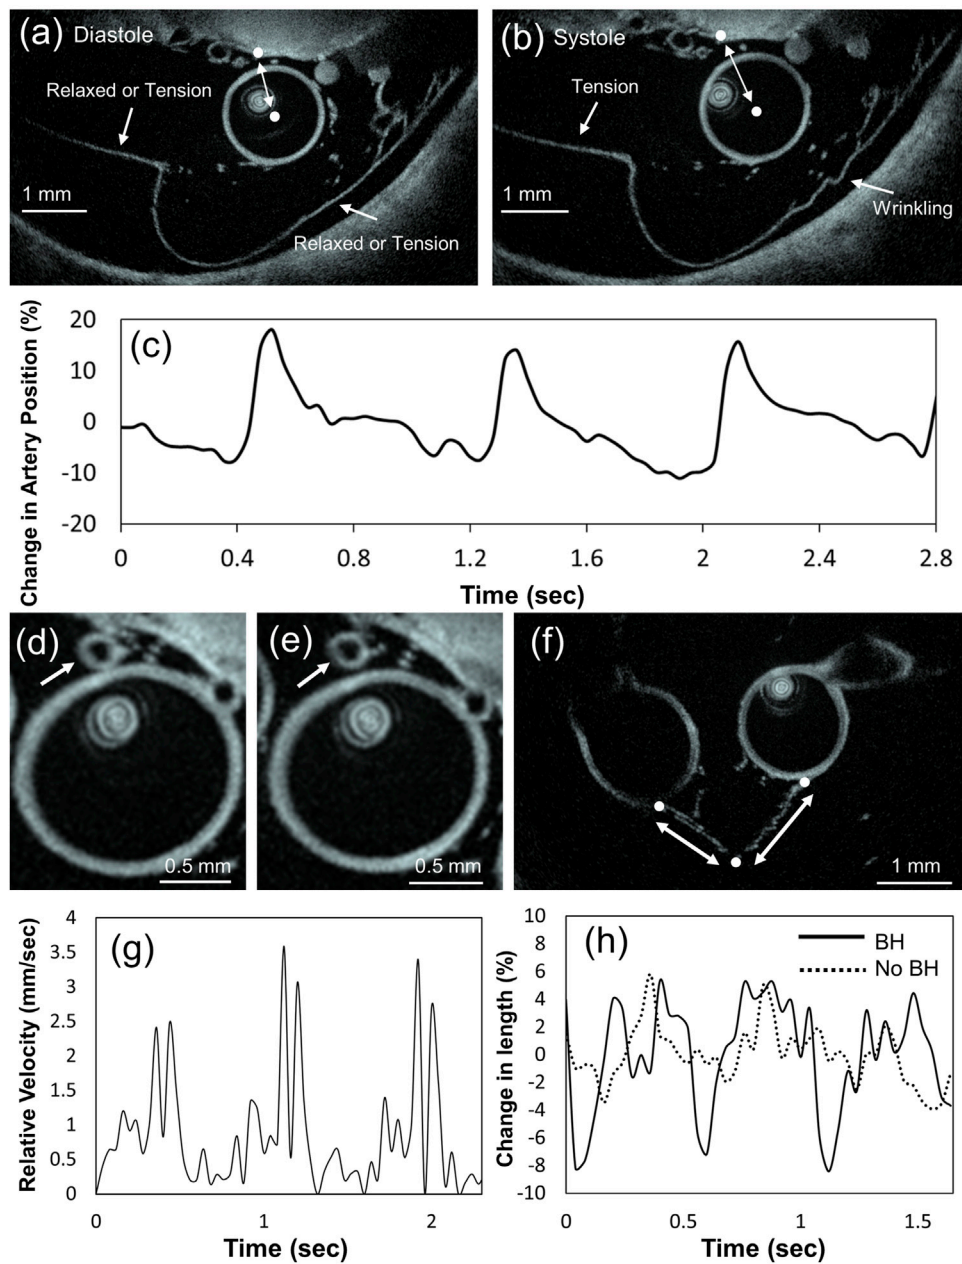 (a) Diastole
Relaxed or Tension
1 mm
Relaxed or Tension
(b) Systole
Tension
1 mm
Wrinkling
Change in Artery Position (%)
20
10
0
-10
-20
(c)
0 0.4 0.8 1.2 1.6 2 2.4 2.8
Time (sec)
(d)
0.5 mm
(e)
0.5 mm
(f)
1 mm
Relative Velocity (mm/sec)
4
3.5
3
2.5
2
1.5
1
0.5
0
(g)
0 1 2
Time (sec)
Change in length (%)
10
8
6
4
2
0
-2
-4
-6
-8
-10
(h)
BH
No BH
0 0.5 1 1.5
Time (sec)